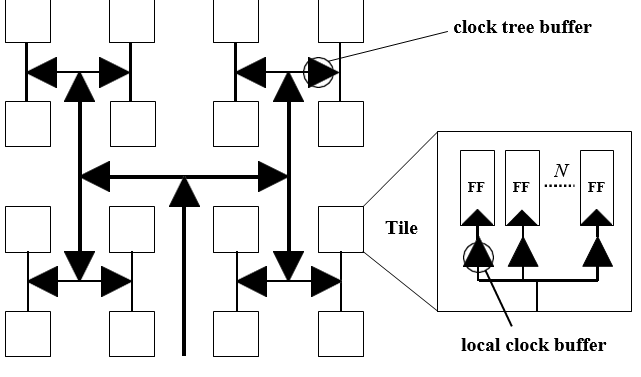 clock tree buffer
N
FF FF FF
Tile
local clock buffer